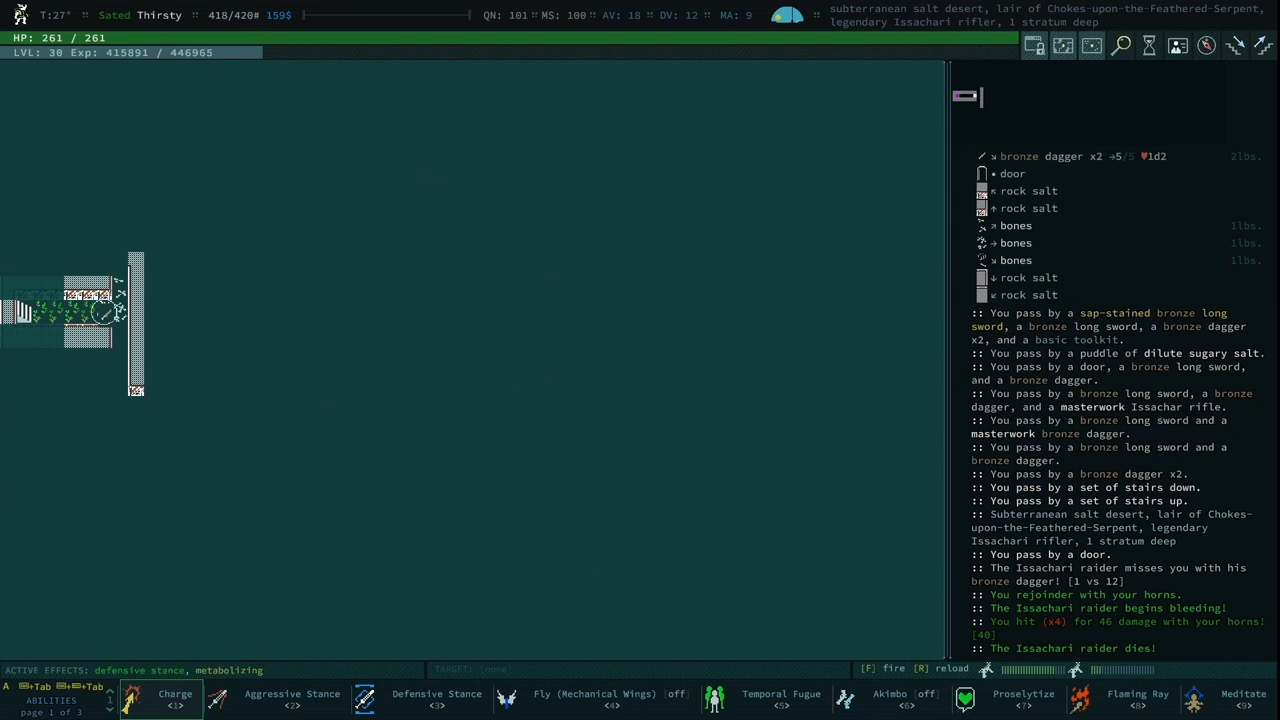 T:27° Sated Thirsty :: 418/420# 159$
QN: 101 :: MS: 100 :: AV: 18 :: DV: 12 :: MA: 9
subterranean salt desert, lair of Chokes-upon-the-Feathered-Serpent,
legendary Issachari rifler, 1 stratum deep
HP: 261 / 261
LVL: 30 Exp: 415891 / 446965
bronze dagger x2 →5/5 ♥1d2 2lbs.
door
rock salt
rock salt
bones 1lbs.
bones 1lbs.
bones 1lbs.
rock salt
rock salt
:: You pass by a sap-stained bronze long
sword, a bronze long sword, a bronze dagger
x2, and a basic toolkit.
:: You pass by a puddle of dilute sugary salt.
:: You pass by a door, a bronze long sword,
and a bronze dagger.
:: You pass by a bronze long sword, a bronze
dagger, and a masterwork Issachar rifle.
:: You pass by a bronze long sword and a
masterwork bronze dagger.
:: You pass by a bronze long sword and a
bronze dagger.
:: You pass by a bronze dagger x2.
:: You pass by a set of stairs down.
:: You pass by a set of stairs up.
:: Subterranean salt desert, lair of Chokes-
upon-the-Feathered-Serpent, legendary
Issachari rifler, 1 stratum deep
:: You pass by a door.
:: The Issachari raider misses you with his
bronze dagger! [1 vs 12]
:: You rejoinder with your horns.
:: The Issachari raider begins bleeding!
:: You hit (x4) for 46 damage with your horns!
[40]
:: The Issachari raider dies!
ACTIVE EFFECTS: defensive stance, metabolizing
TARGET: [none]
[F] fire [R] reload
A ⌨+Tab ⌨+⌨+Tab
ABILITIES 1
page 1 of 3
Charge <1>
Aggressive Stance <2>
Defensive Stance <3>
Fly (Mechanical Wings) [off] <4>
Temporal Fugue <5>
Akimbo [off] <6>
Proselytize <7>
Flaming Ray <8>
Meditate <9>